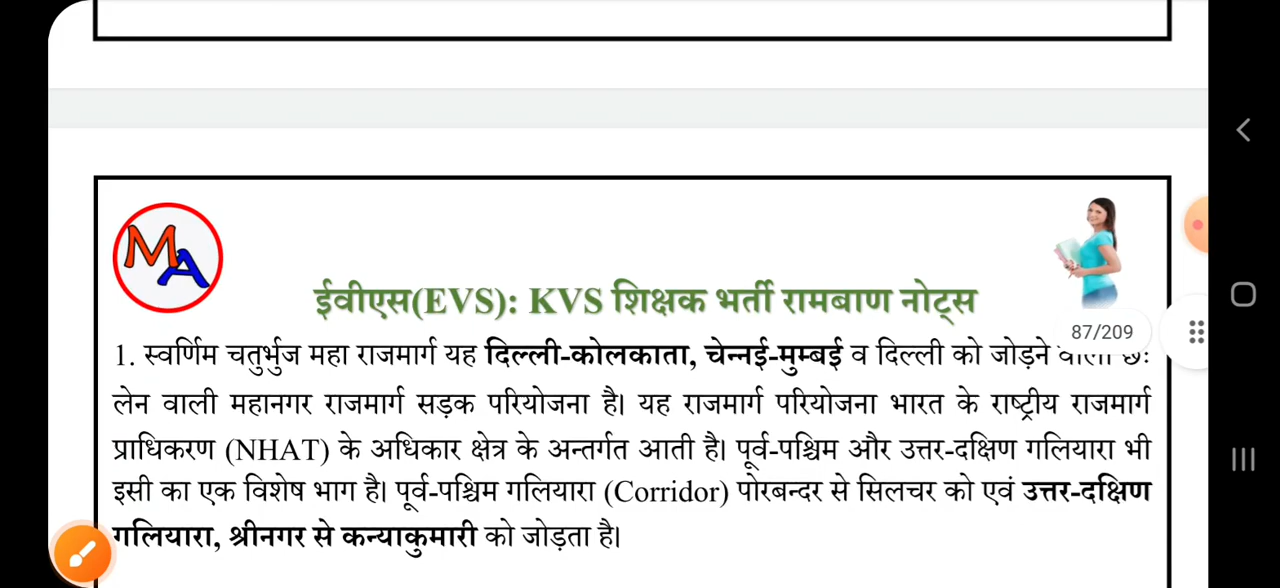 MA
ईवीएस(EVS): KVS शिक्षक भर्ती रामबाण नोट्स
87/209
1. स्वर्णिम चतुर्भुज महा राजमार्ग यह दिल्ली-कोलकाता, चेन्नई-मुम्बई व दिल्ली को जोड़ने वाली छः
लेन वाली महानगर राजमार्ग सड़क परियोजना है। यह राजमार्ग परियोजना भारत के राष्ट्रीय राजमार्ग
प्राधिकरण (NHAT) के अधिकार क्षेत्र के अन्तर्गत आती है। पूर्व-पश्चिम और उत्तर-दक्षिण गलियारा भी
इसी का एक विशेष भाग है। पूर्व-पश्चिम गलियारा (Corridor) पोरबन्दर से सिलचर को एवं उत्तर-दक्षिण
गलियारा, श्रीनगर से कन्याकुमारी को जोड़ता है।